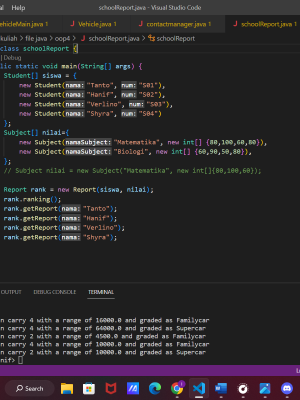 al Help
schoolReport.java - Visual Studio Code
vehicleMain.java 1
Vehicle.java 1
contactmanager.java 1
schoolReport.java 1
kuliah > file java > oop4 > schoolReport.java > schoolReport
class schoolReport {
Debug
lic static void main(String[] args) {
Student[] siswa = {
new Student(nama: "Tanto", num: "S01"),
new Student(nama: "Hanif", num: "S02"),
new Student(nama: "Verlino", num: "S03"),
new Student(nama: "Shyra", num: "S04")
};
Subject[] nilai={
new Subject(namaSubject: "Matematika", new int[] {80,100,60,80}),
new Subject(namaSubject: "Biologi", new int[] {60,90,50,80}),
};
// Subject nilai = new Subject("Matematika", new int[]{80,100,60});
Report rank = new Report(siswa, nilai);
rank.ranking();
rank.getReport(nama: "Tanto");
rank.getReport(nama: "Hanif");
rank.getReport(nama: "Verlino");
rank.getReport(nama: "Shyra");
OUTPUT DEBUG CONSOLE TERMINAL
n carry 4 with a range of 16000.0 and graded as Familycar
n carry 4 with a range of 64000.0 and graded as Supercar
n carry 2 with a range of 4500.0 and graded as Familycar
n carry 4 with a range of 10000.0 and graded as Familycar
n carry 2 with a range of 10000.0 and graded as Supercar
nif>
Search